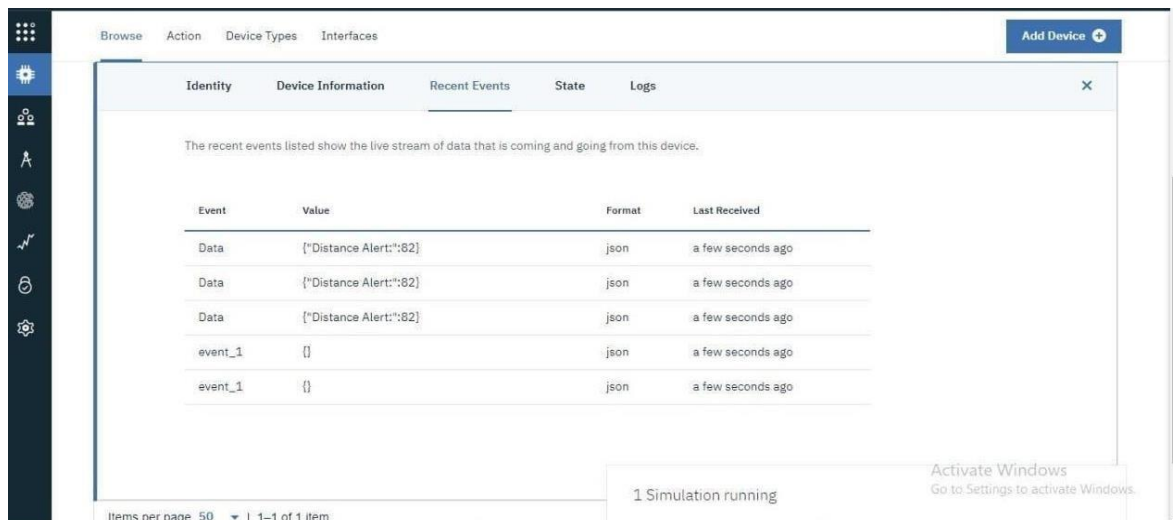 Browse Action Device Types Interfaces Add Device
Identity Device Information Recent Events State Logs
The recent events listed show the live stream of data that is coming and going from this device.
Event Value Format Last Received
Data {"Distance Alert:":82} json a few seconds ago
Data {"Distance Alert:":82} json a few seconds ago
Data {"Distance Alert:":82} json a few seconds ago
event_1 {} json a few seconds ago
event_1 {} json a few seconds ago
Activate Windows
1 Simulation running Go to Settings to activate Windows.
Items per page 50 | 1–1 of 1 item